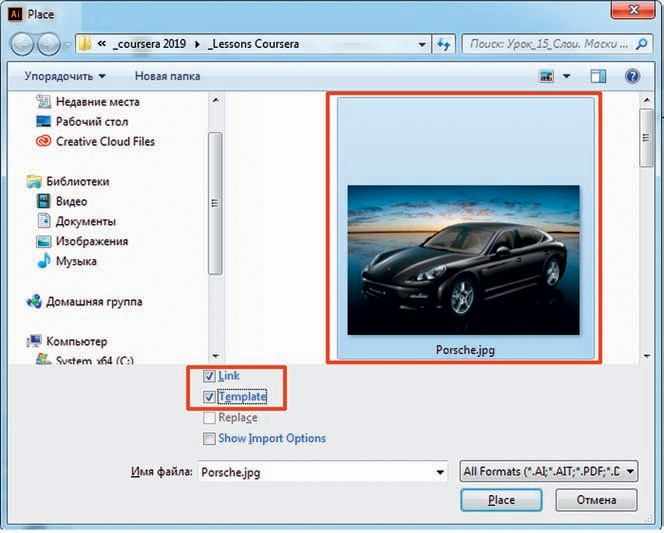 Ai Place
« _coursera 2019 ▸ _Lessons Coursera
Поиск: Урок_15_Слои. Маски ...
Упорядочить ▾ Новая папка
Недавние места
Рабочий стол
Creative Cloud Files
Библиотеки
Видео
Документы
Изображения
Музыка
Домашняя группа
Компьютер
System_x64 (C:)
Porsche.jpg
Link
Template
Replace
Show Import Options
Имя файла: Porsche.jpg
All Formats (*.AI;*.AIT;*.PDF;*.D
Place Отмена